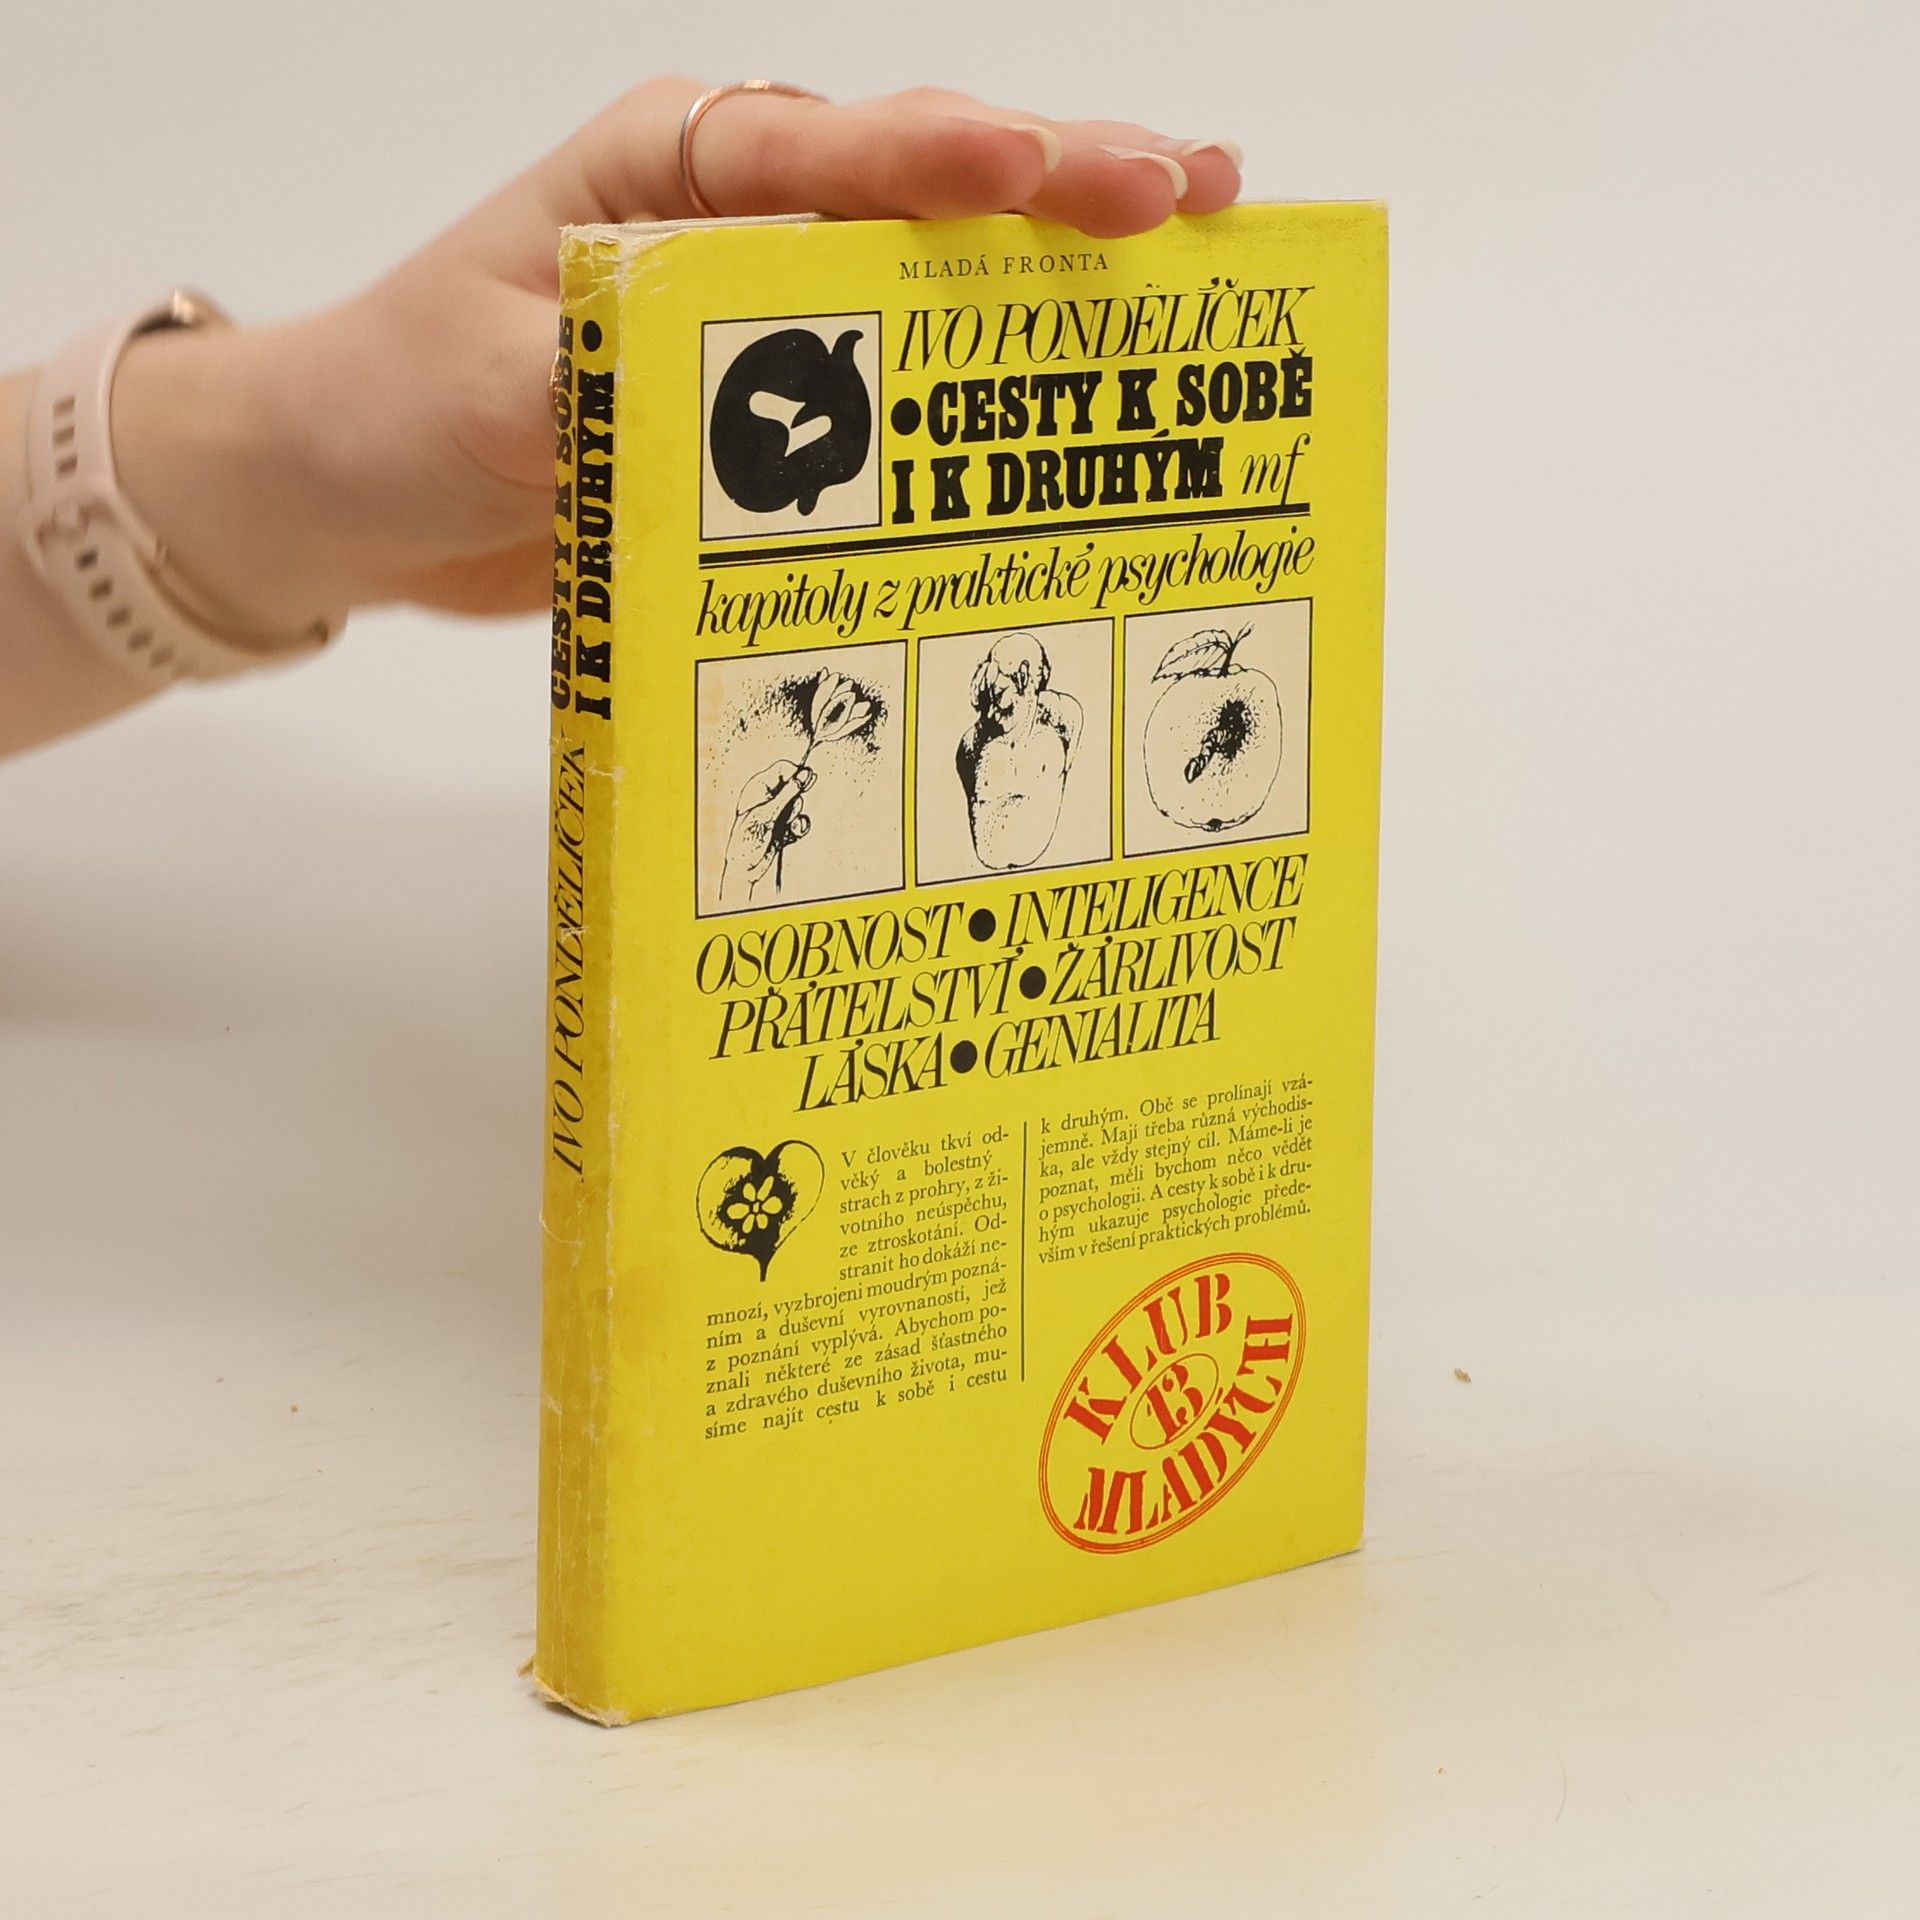 MLADÁ FRONTA
IVO PONDĚLÍČEK
•CESTY K SOBĚ
I K DRUHÝM mf
kapitoly z praktické psychologie
OSOBNOST • INTELIGENCE
PŘÁTELSTVÍ • ŽÁRLIVOST
LÁSKA • GENIALITA
V člověku tkví od-
věký a bolestný
strach z prohry, z ži-
votního neúspěchu,
ze ztroskotání. Od-
stranit ho dokáží ne-
mnozí, vyzbrojeni moudrým pozná-
ním a duševní vyrovnaností, jež
z poznání vyplývá. Abychom po-
znali některé ze zásad šťastného
a zdravého duševního života, mu-
síme najít cestu k sobě i cestu
k druhým. Obě se prolínají vzá-
jemně. Mají třeba různá východis-
ka, ale vždy stejný cíl. Máme-li je
poznat, měli bychom něco vědět
o psychologii. A cesty k sobě i k dru-
hým ukazuje psychologie přede-
vším v řešení praktických problémů.
KLUB
13
MLADÝCH
IVO PONDĚLÍČEK
CESTY K SOBĚ •
I K DRUHÝM